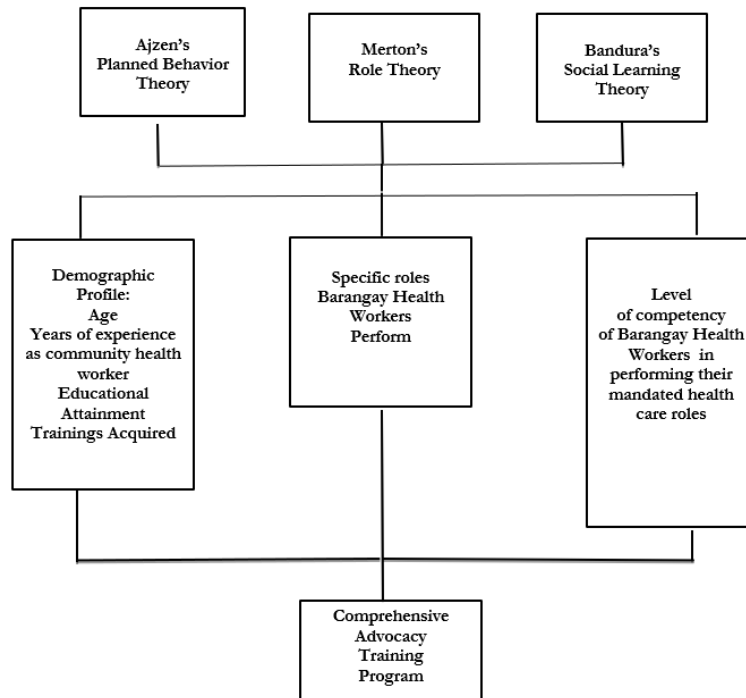 Ajzen's
Planned Behavior
Theory
Merton's
Role Theory
Bandura's
Social Learning
Theory
Demographic
Profile:
Age
Years of experience
as community health
worker
Educational
Attainment
Trainings Acquired
Specific roles
Barangay Health
Workers
Perform
Level
of competency
of Barangay Health
Workers in
performing their
mandated health
care roles
Comprehensive
Advocacy
Training
Program